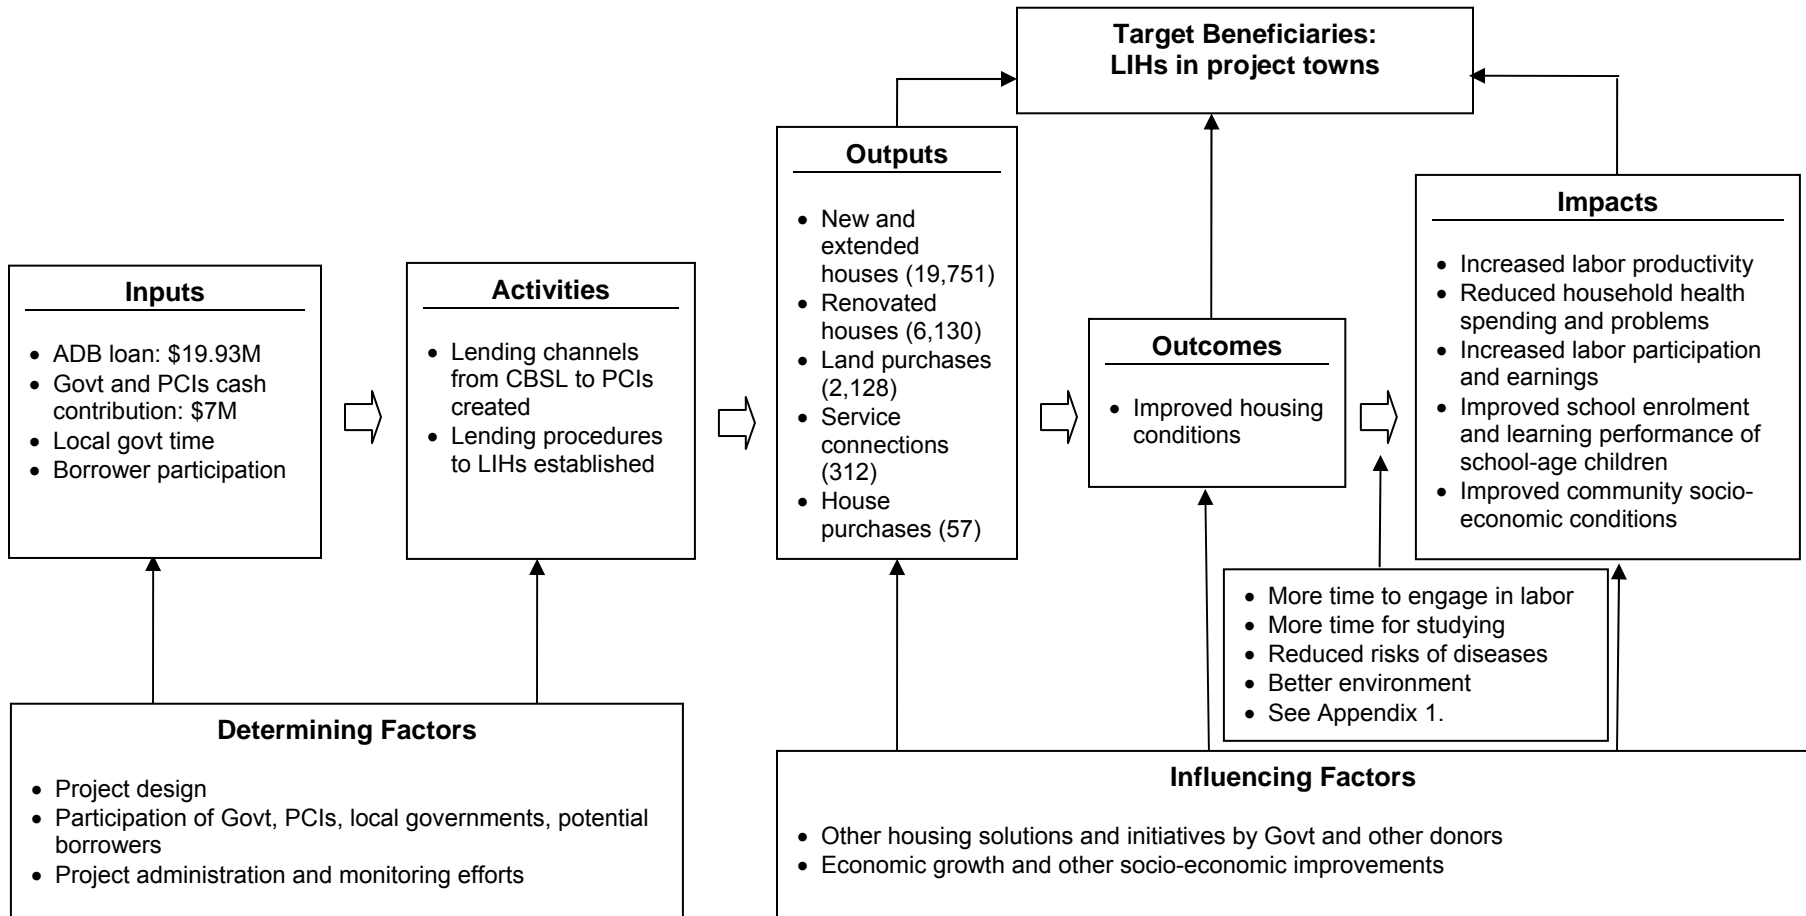 Target Beneficiaries:
LIHs in project towns
Inputs
• ADB loan: $19.93M
• Govt and PCIs cash
contribution: $7M
• Local govt time
• Borrower participation
Activities
• Lending channels
from CBSL to PCIs
created
• Lending procedures
to LIHs established
Outputs
• New and
extended
houses (19,751)
• Renovated
houses (6,130)
• Land purchases
(2,128)
• Service
connections
(312)
• House
purchases (57)
Outcomes
• Improved housing
conditions
Impacts
• Increased labor productivity
• Reduced household health
spending and problems
• Increased labor participation
and earnings
• Improved school enrolment
and learning performance of
school-age children
• Improved community socio-
economic conditions
• More time to engage in labor
• More time for studying
• Reduced risks of diseases
• Better environment
• See Appendix 1.
Determining Factors
• Project design
• Participation of Govt, PCIs, local governments, potential
borrowers
• Project administration and monitoring efforts
Influencing Factors
• Other housing solutions and initiatives by Govt and other donors
• Economic growth and other socio-economic improvements